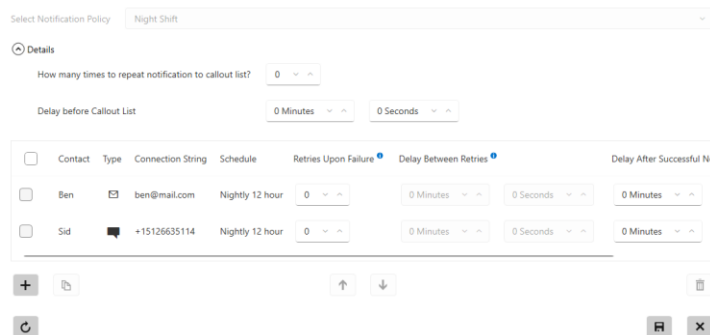 Select Notification Policy Night Shift
Details
How many times to repeat notification to callout list? 0
Delay before Callout List 0 Minutes 0 Seconds
Contact Type Connection String Schedule Retries Upon Failure Delay Between Retries Delay After Successful No
Ben ben@mail.com Nightly 12 hour 0 0 Minutes 0 Seconds 0 Minutes
Sid +15126635114 Nightly 12 hour 0 0 Minutes 0 Seconds 0 Minutes